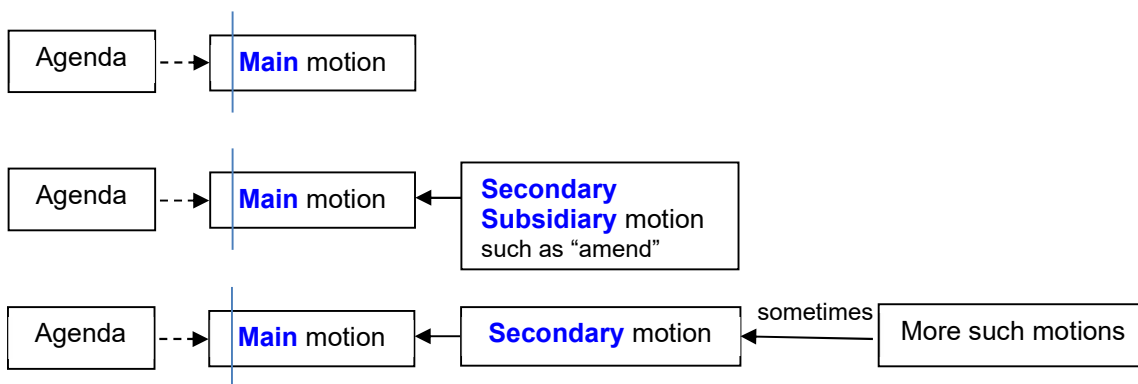 Agenda
Main motion
Agenda
Main motion
Secondary
Subsidiary motion
such as “amend”
Agenda
Main motion
Secondary motion
sometimes
More such motions